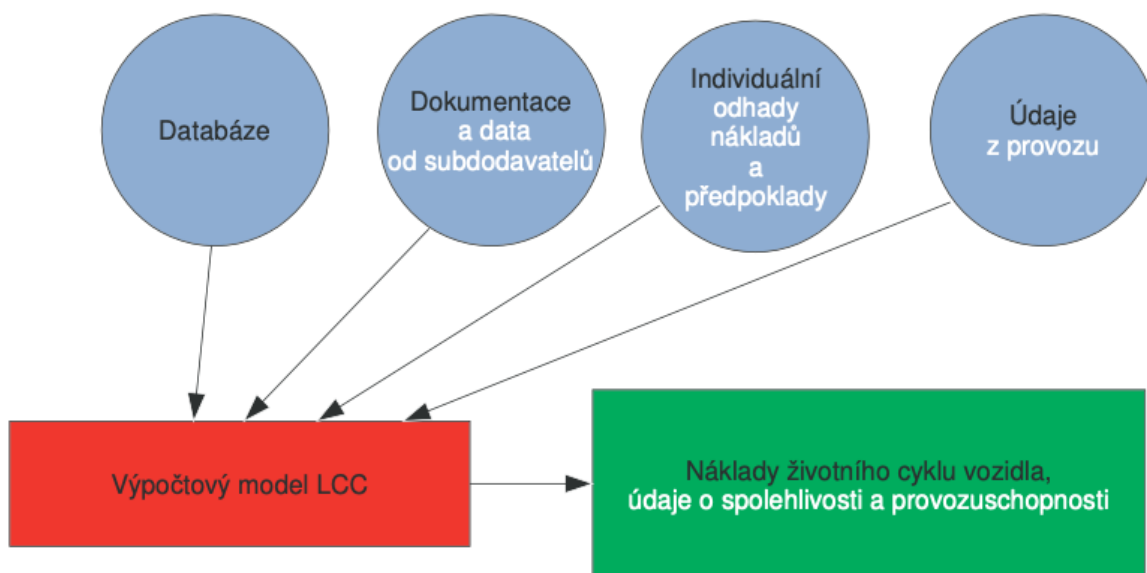 Databáze
Dokumentace
a data
od subdodavatelů
Individuální
odhady
nákladů
a
předpoklady
Údaje
z provozu
Výpočtový model LCC
Náklady životního cyklu vozidla,
údaje o spolehlivosti a provozuschopnosti